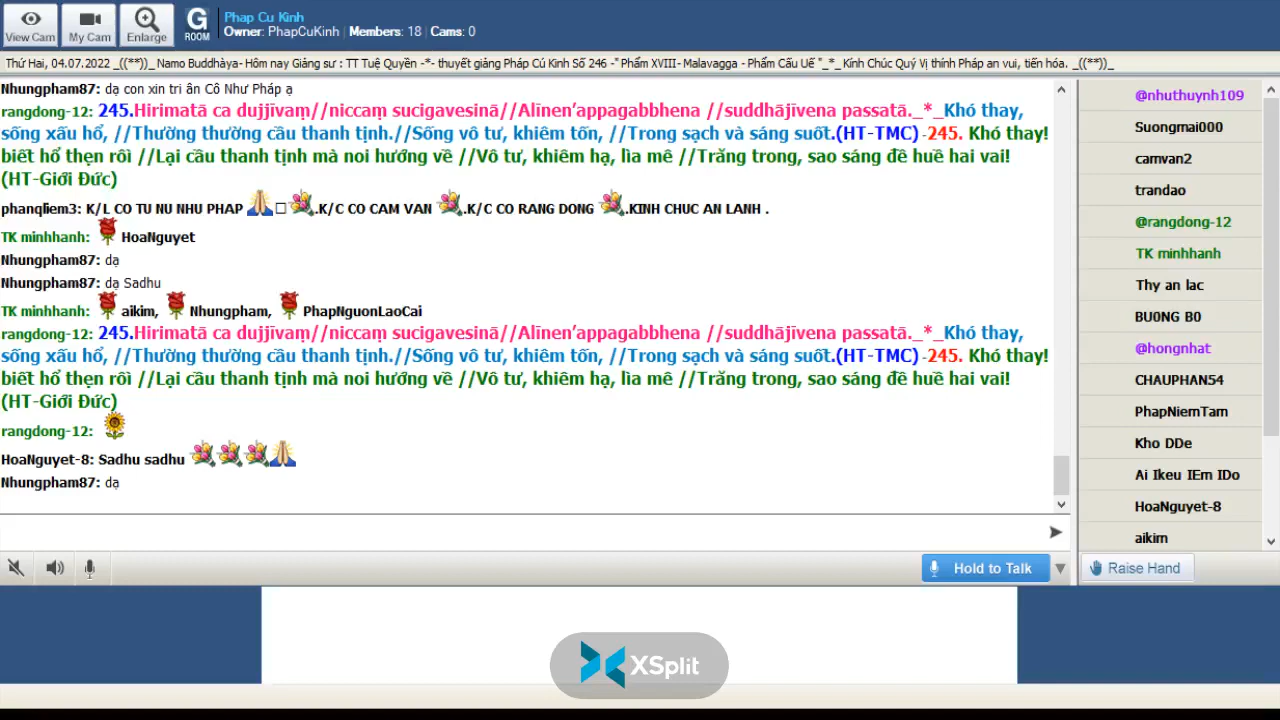 View Cam
My Cam
Enlarge
G
ROOM
Phap Cu Kinh
Owner: PhapCuKinh | Members: 18 | Cams: 0
Thứ Hai, 04.07.2022 _((**))_ Namo Buddhàya- Hôm nay Giảng sư : TT Tuệ Quyền -*- thuyết giảng Pháp Cú Kinh Số 246 -" Phẩm XVIII- Malavagga - Phẩm Cấu Uế "_*_ Kính Chúc Quý Vị thính Pháp an vui, tiến hóa. _((**))_
Nhungpham87: dạ con xin tri ân Cô Như Pháp ạ
rangdong-12: 245.Hirimatā ca dujjīvaṃ//niccaṃ sucigavesinā//Alīnen’appagabbhena //suddhājīvena passatā._*_Khó thay,
sống xấu hổ, //Thường thường cầu thanh tịnh.//Sống vô tư, khiêm tốn, //Trong sạch và sáng suốt.(HT-TMC) -245. Khó thay!
biết hổ thẹn rồi //Lại cầu thanh tịnh mà noi hướng về //Vô tư, khiêm hạ, lìa mê //Trăng trong, sao sáng đề huề hai vai!
(HT-Giới Đức)
phanqliem3: K/L CO TU NU NHU PHAP .K/C CO CAM VAN .K/C CO RANG DONG .KINH CHUC AN LANH .
TK minhhanh: HoaNguyet
Nhungpham87: dạ
Nhungpham87: dạ Sadhu
TK minhhanh: aikim, Nhungpham, PhapNguonLaoCai
rangdong-12: 245.Hirimatā ca dujjīvaṃ//niccaṃ sucigavesinā//Alīnen’appagabbhena //suddhājīvena passatā._*_Khó thay,
sống xấu hổ, //Thường thường cầu thanh tịnh.//Sống vô tư, khiêm tốn, //Trong sạch và sáng suốt.(HT-TMC) -245. Khó thay!
biết hổ thẹn rồi //Lại cầu thanh tịnh mà noi hướng về //Vô tư, khiêm hạ, lìa mê //Trăng trong, sao sáng đề huề hai vai!
(HT-Giới Đức)
rangdong-12:
HoaNguyet-8: Sadhu sadhu
Nhungpham87: dạ
@nhuthuynh109
Suongmai000
camvan2
trandao
@rangdong-12
TK minhhanh
Thy an lac
BU0NG B0
@hongnhat
CHAUPHAN54
PhapNiemTam
Kho DDe
Ai Ikeu IEm IDo
HoaNguyet-8
aikim
Hold to Talk
Raise Hand
XSplit